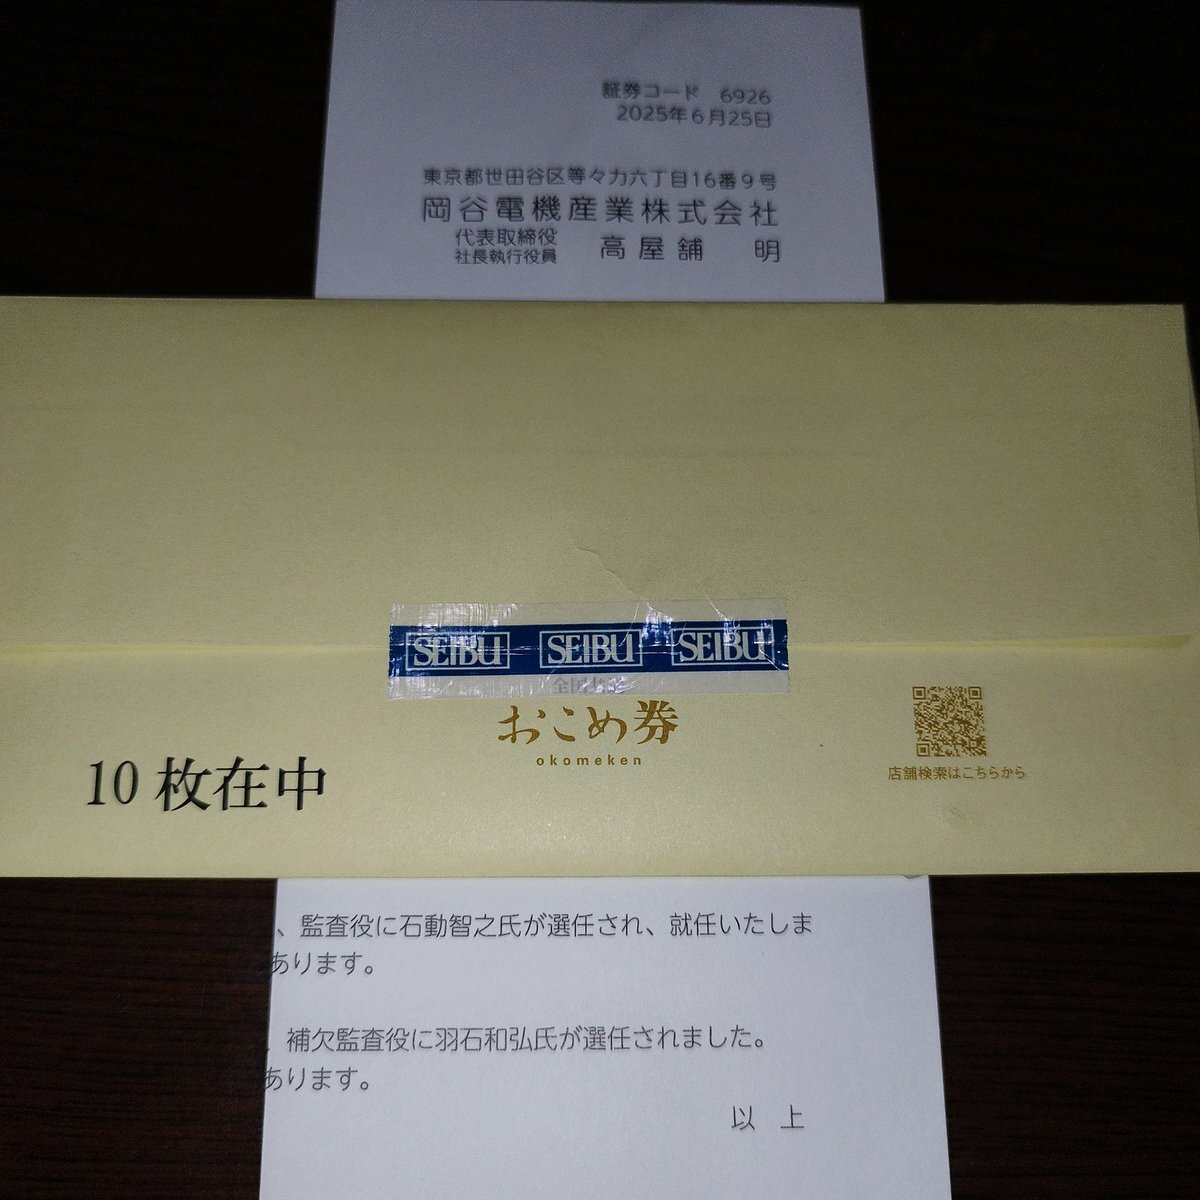 証券コード 6926
2025年6月25日
東京都世田谷区等々力六丁目16番9号
岡谷電機産業株式会社
代表取締役
社長執行役員 高屋舗 明
SEIBU SEIBU SEIBU
全国共通
おこめ券
okomeken
10枚在中
店舗検索はこちらから
、監査役に石動智之氏が選任され、就任いたしま
あります。
補欠監査役に羽石和弘氏が選任されました。
あります。
以上